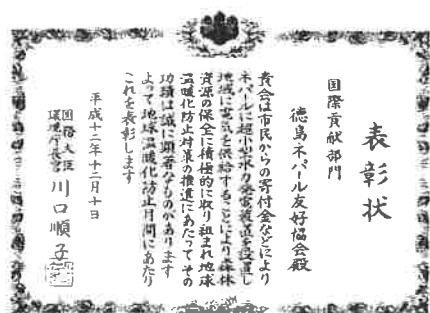 表彰状
国際貢献部門
徳島ネパール友好協会殿
貴会は市民からの寄付金などにより
ネパールに超小型水力発電装置を設置し
地域に電気を供給することにより森林
資源の保全に積極的に取り組まれ地球
温暖化防止対策の推進にあたってその
功績は誠に顕著なものがあります
よって地球温暖化防止月間にあたり
これを表彰します
平成十二年十二月十日
国務大臣
環境庁長官 川口順子